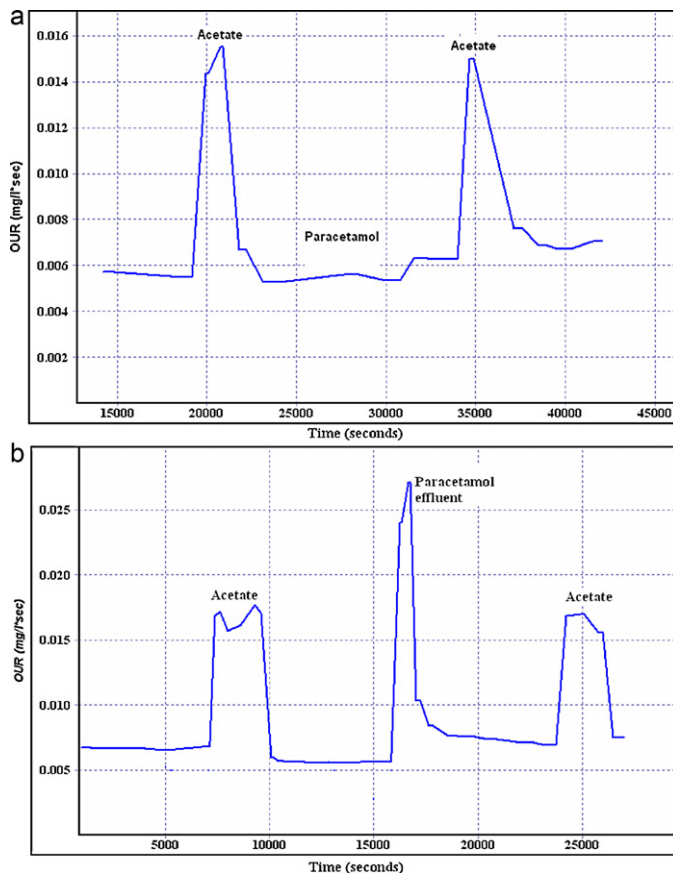 a
0.016
0.014
0.012
0.010
0.008
0.006
0.004
0.002
OUR (mg/l*sec)
Acetate
Acetate
Paracetamol
15000 20000 25000 30000 35000 40000 45000
Time (seconds)
b
0.025
0.020
0.015
0.010
0.005
OUR (mg/l*sec)
Paracetamol
effluent
Acetate
Acetate
5000 10000 15000 20000 25000
Time (seconds)